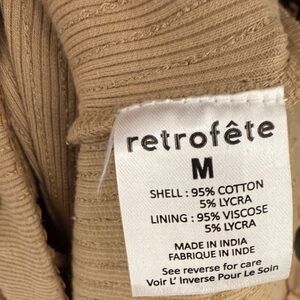 retrofête
M
SHELL : 95% COTTON
5% LYCRA
LINING : 95% VISCOSE
5% LYCRA
MADE IN INDIA
FABRIQUE IN INDE
See reverse for care
Voir L' Inverse Pour Le Soin